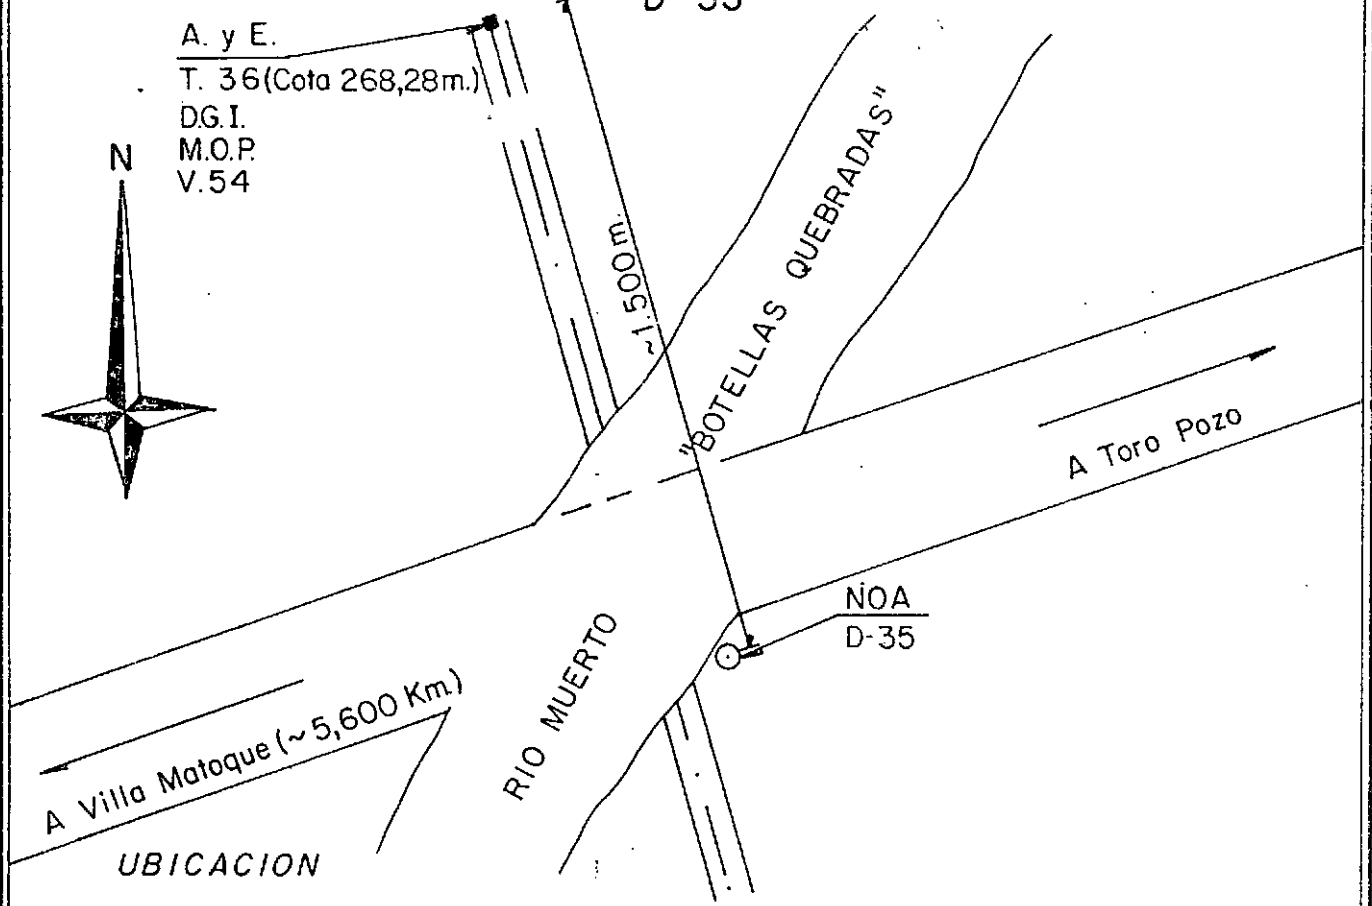 A. y E.
T. 36(Cota 268,28m.)
D.G.I.
M.O.P.
V.54
N
~1.500m.
"BOTELLAS QUEBRADAS"
A Toro Pozo
NOA
D-35
RIO MUERTO
A Villa Matoque (~5,600 Km.)
UBICACION